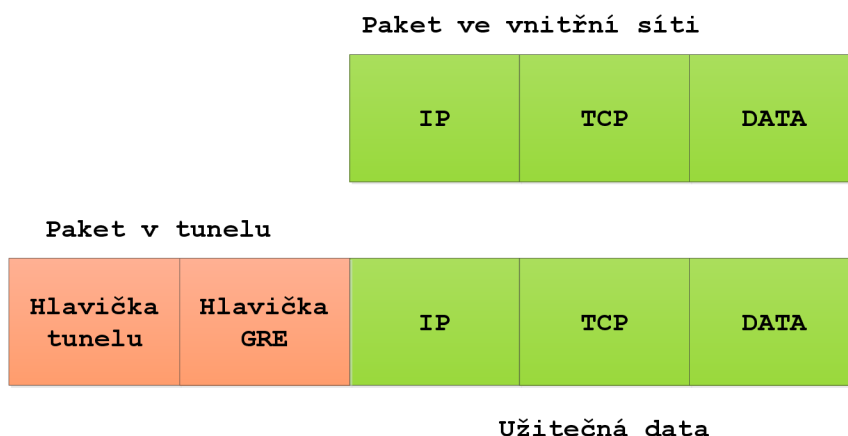 Paket ve vnitřní síti
IP TCP DATA
Paket v tunelu
Hlavička Hlavička
tunelu GRE IP TCP DATA
Užitečná data